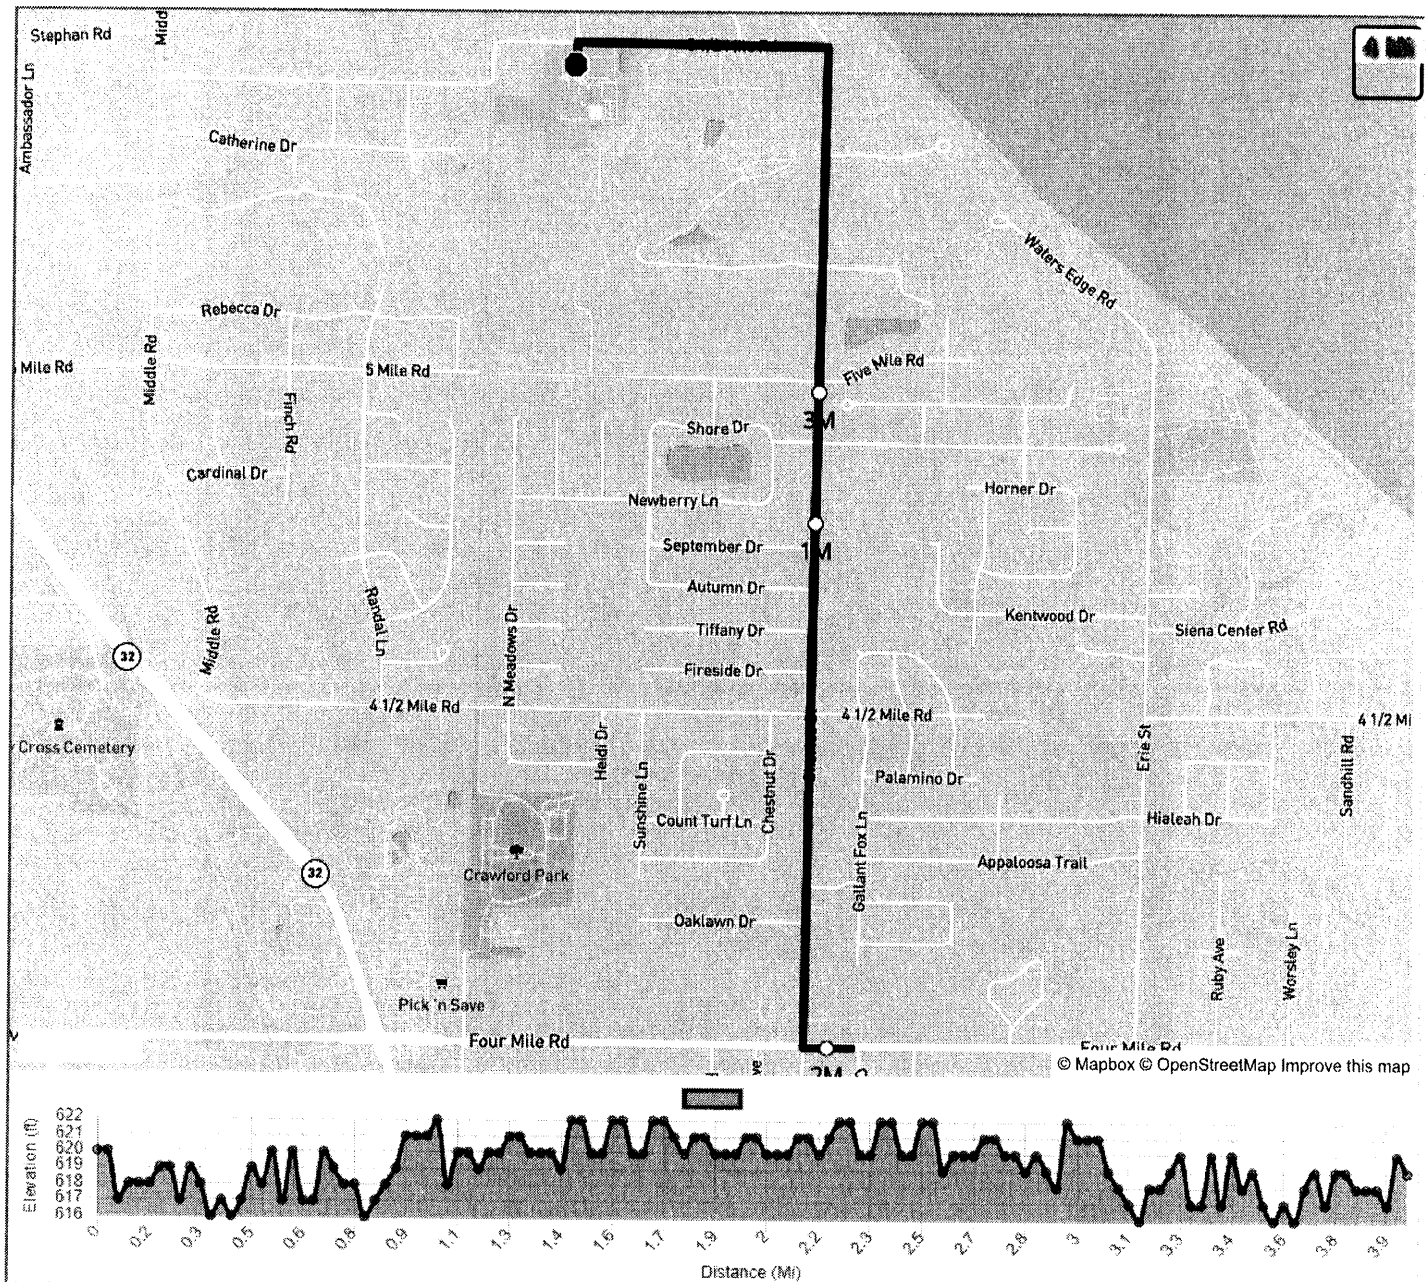 Stephan Rd
Midd
Ambassador Ln
Catherine Dr
Waters Edge Rd
Rebecca Dr
Mile Rd
Middle Rd
5 Mile Rd
Five Mile Rd
Finch Rd
3M
Shore Dr
Cardinal Dr
Newberry Ln
Horner Dr
September Dr
1M
Autumn Dr
Randal Ln
Middle Rd
N Meadows Dr
Tiffany Dr
Kentwood Dr
Siena Center Rd
32
Fireside Dr
4 1/2 Mile Rd
4 1/2 Mile Rd
4 1/2 Mi
Cross Cemetery
Heidi Dr
Sunshine Ln
Chestnut Dr
Erie St
Sandhill Rd
Palamino Dr
Count Turf Ln
Gallant Fox Ln
Hialeah Dr
32
Crawford Park
Appaloosa Trail
Oaklawn Dr
Ruby Ave
Worsley Ln
Pick 'n Save
Four Mile Rd
Four Mile Rd
ve
2M
© Mapbox © OpenStreetMap Improve this map
Elevation (ft)
622
621
620
619
618
617
616
0 0.2 0.3 0.5 0.6 0.8 0.9 1.1 1.3 1.4 1.6 1.7 1.9 2 2.2 2.3 2.5 2.7 2.8 3 3.1 3.3 3.4 3.6 3.8 3.9
Distance (Mi)